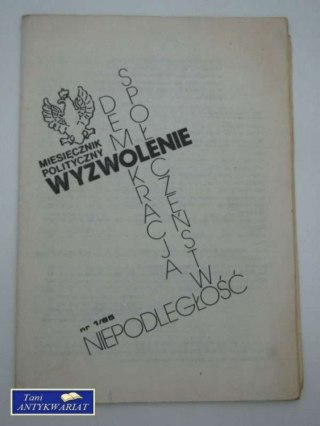 MIESIĘCZNIK
POLITYCZNY
WYZWOLENIE
DEMOKRACJA
SPOŁECZEŃSTWO
nr 1/85
NIEPODLEGŁOŚĆ
Tani
ANTYKWARIAT